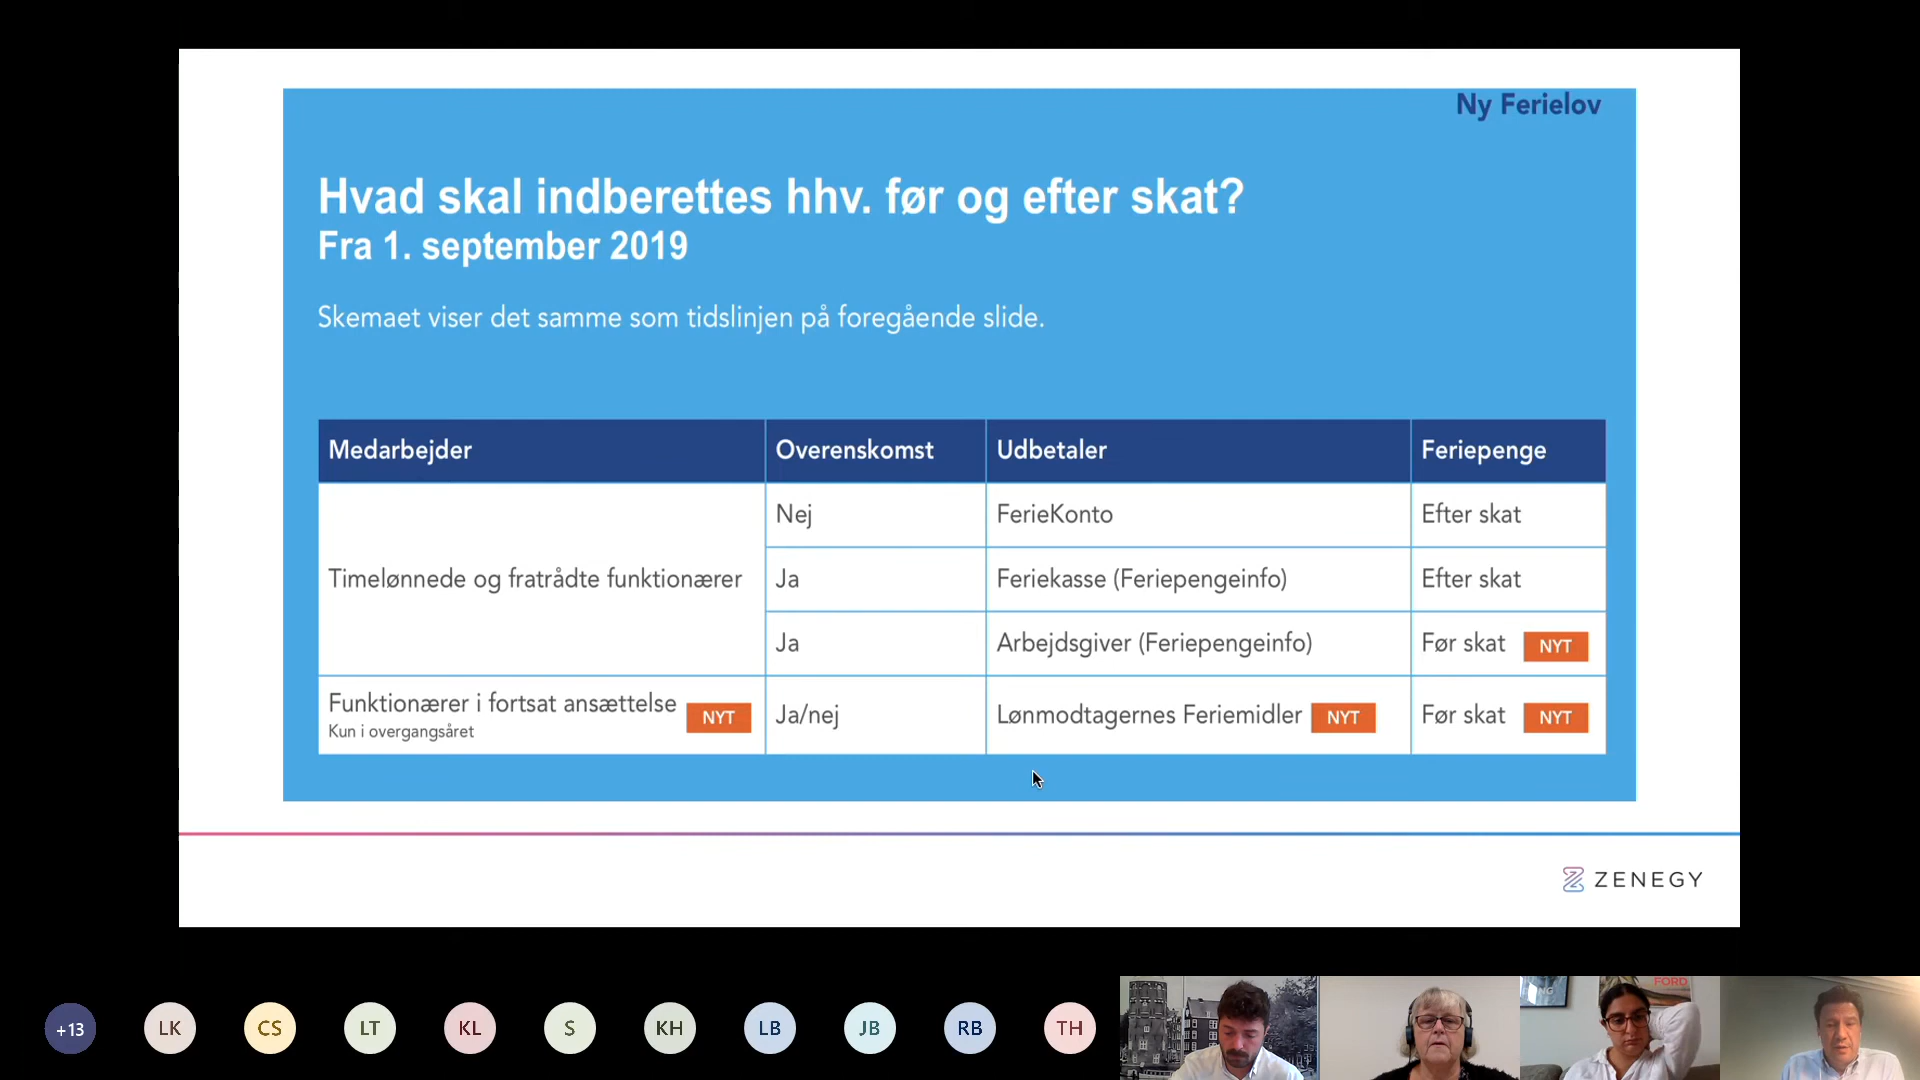 Ny Ferielov
Hvad skal indberettes hhv. før og efter skat?
Fra 1. september 2019
Skemaet viser det samme som tidslinjen på foregående slide.
Medarbejder Overenskomst Udbetaler Feriepenge
Nej FerieKonto Efter skat
Timelønnede og fratrådte funktionærer Ja Feriekasse (Feriepengeinfo) Efter skat
Ja Arbejdsgiver (Feriepengeinfo) Før skat NYT
Funktionærer i fortsat ansættelse NYT Ja/nej Lønmodtagernes Feriemidler NYT Før skat NYT
Kun i overgangsåret
ZENEGY
+13 LK CS LT KL S KH LB JB RB TH
FORD